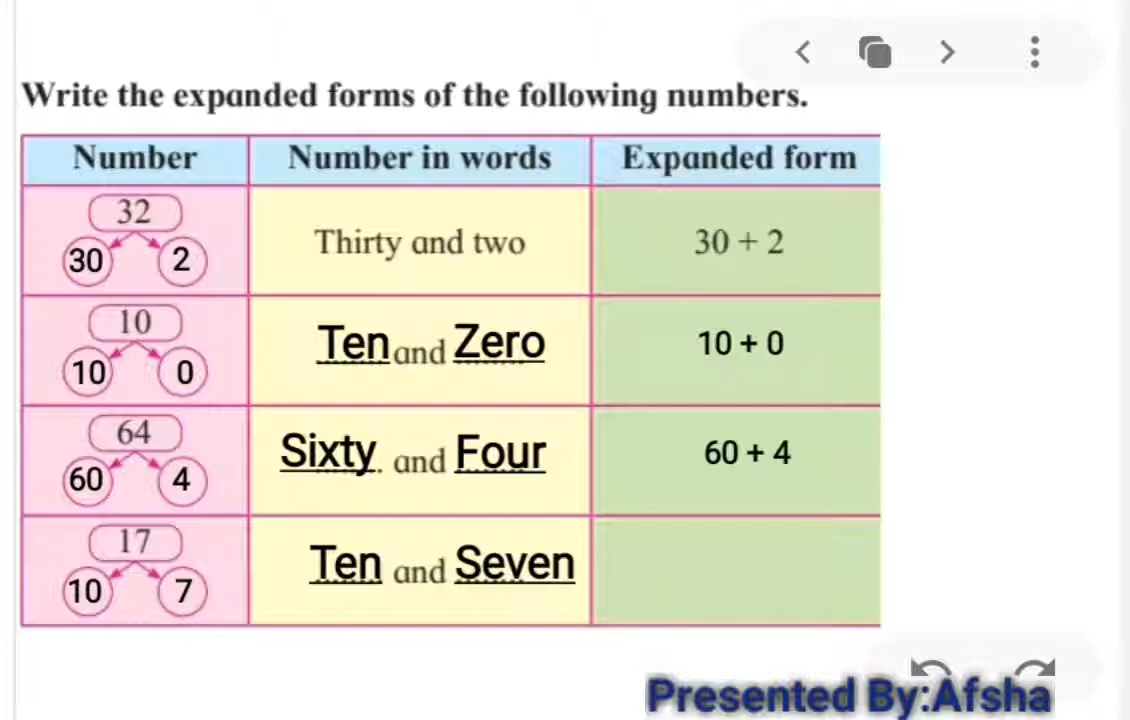 Write the expanded forms of the following numbers.
Number Number in words Expanded form
32
30 2 Thirty and two 30 + 2
10
10 0 Ten and Zero 10 + 0
64
60 4 Sixty. and Four 60 + 4
17
10 7 Ten and Seven
Presented By:Afsha